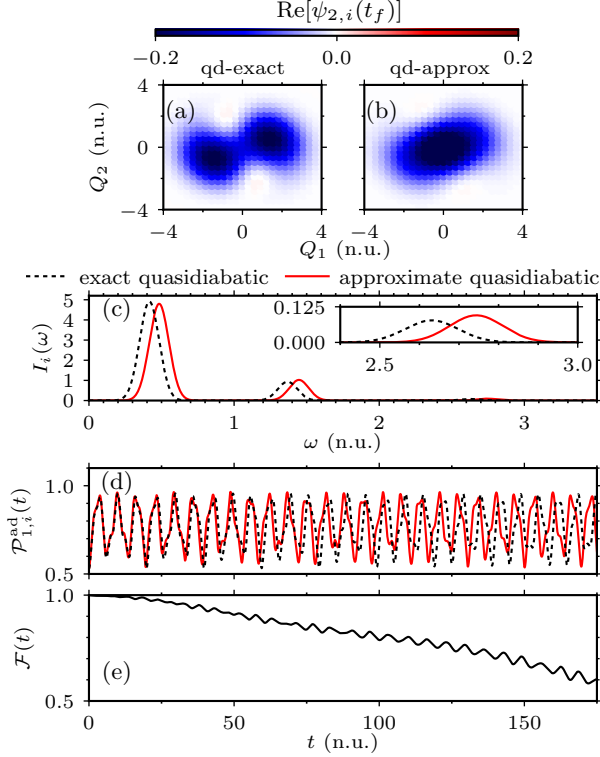 Re[ψ2,i(tf)]
−0.2 0.0 0.2
qd-exact qd-approx
4 (a) (b)
Q2 (n.u.) 0
−4
−4 0 4 −4 0 4
Q1 (n.u.)
exact quasidiabatic approximate quasidiabatic
5 (c) 0.125
4
3
Ii(ω) 2 0.000
2.5 3.0
1
0
0 1 2 3
ω (n.u.)
1.0 (d)
P1,i^ad(t)
0.5
1.0
F(t)
(e)
0.5
0 50 100 150
t (n.u.)